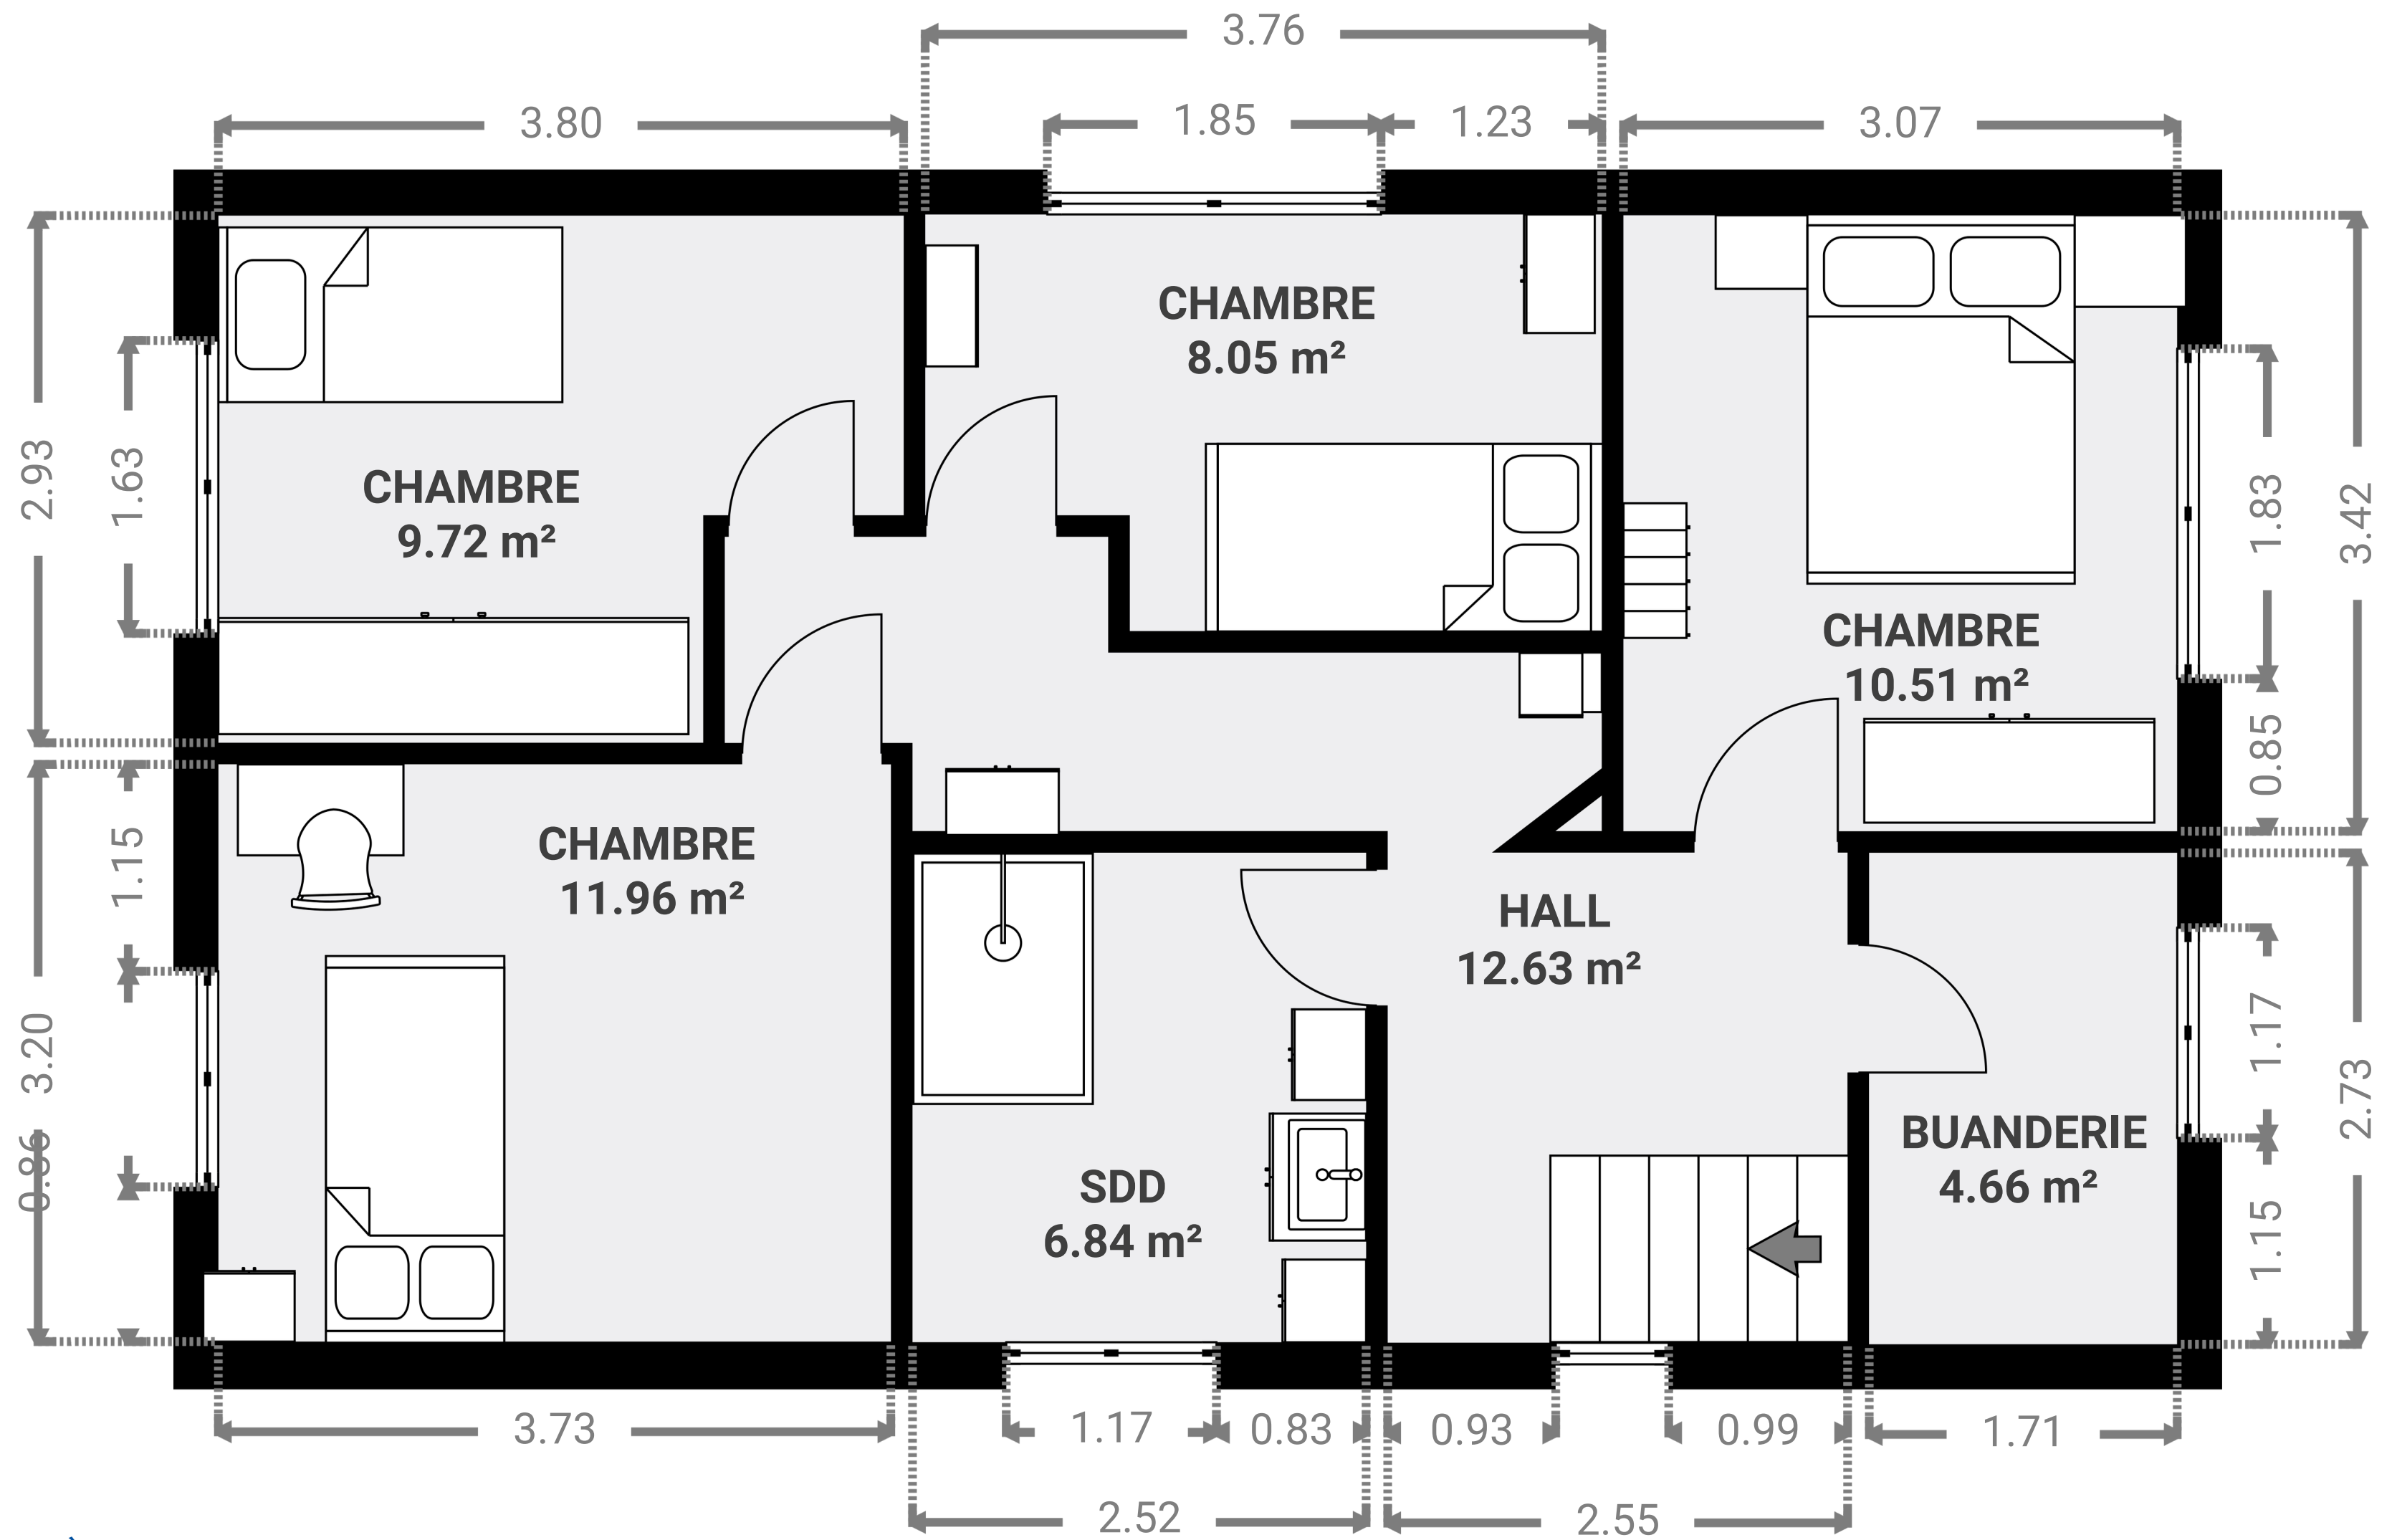 3.76
3.80
1.85
1.23
3.07
CHAMBRE
8.05 m²
2.93
1.63
CHAMBRE
9.72 m²
1.83
3.42
CHAMBRE
10.51 m²
0.85
1.15
CHAMBRE
11.96 m²
HALL
12.63 m²
3.20
0.86
1.17
2.73
BUANDERIE
4.66 m²
SDD
6.84 m²
1.15
3.73
1.17
0.83
0.93
0.99
1.71
2.52
2.55